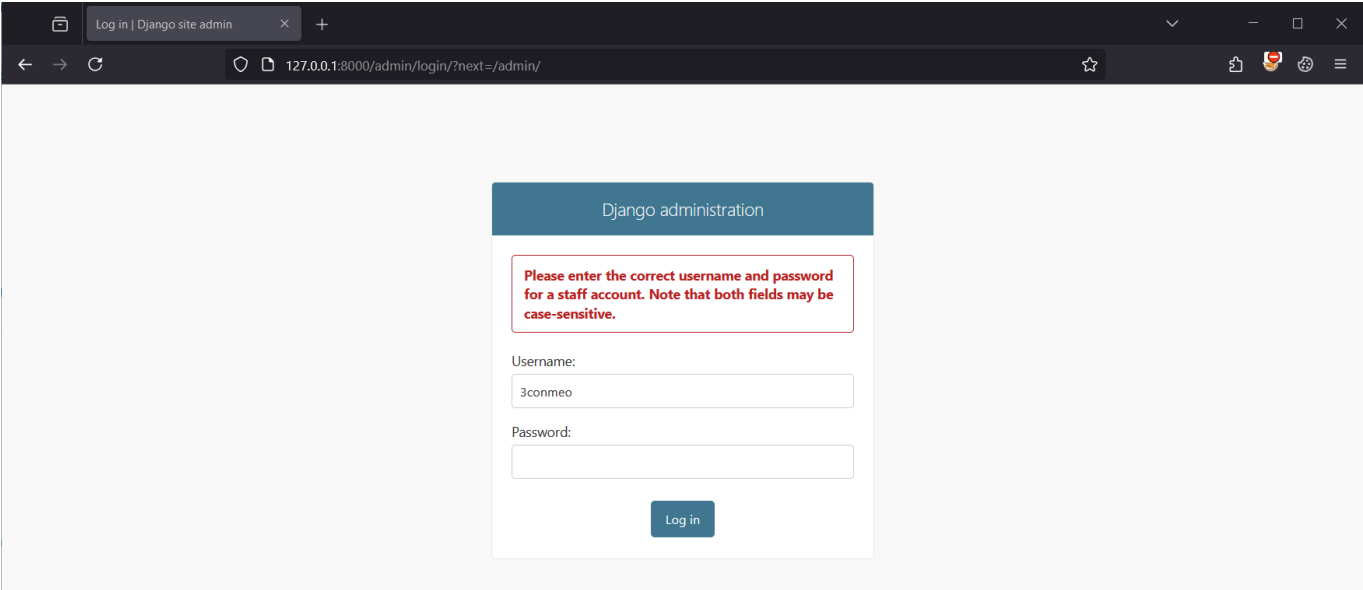 Log in | Django site admin
127.0.0.1:8000/admin/login/?next=/admin/
Django administration
Please enter the correct username and password
for a staff account. Note that both fields may be
case-sensitive.
Username:
3conmeo
Password:
Log in